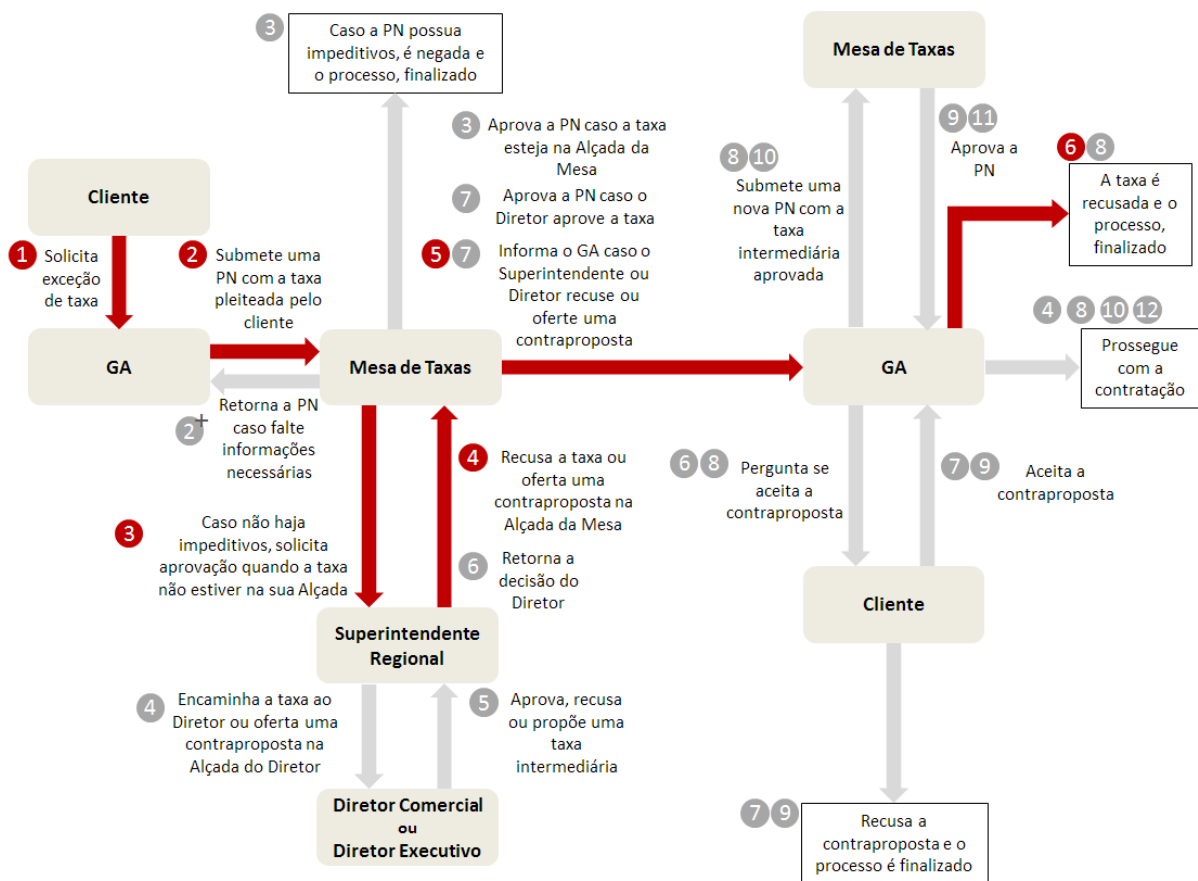 3
Caso a PN possua
impeditivos, é negada e
o processo, finalizado
Mesa de Taxas
3
Aprova a PN caso a taxa
esteja na Alçada da
Mesa
7
Aprova a PN caso o
Diretor aprove a taxa
5 7
Informa o GA caso o
Superintendente ou
Diretor recuse ou
oferte uma
contraproposta
8 10
Submete uma
nova PN com a
taxa
intermediária
aprovada
9 11
Aprova a
PN
6 8
A taxa é
recusada e o
processo,
finalizado
Cliente
1
Solicita
exceção
de taxa
2
Submete uma
PN com a taxa
pleiteada pelo
cliente
GA
Mesa de Taxas
GA
4 8 10 12
Prossegue
com a
contratação
2+
Retorna a PN
caso falte
informações
necessárias
3
Caso não haja
impeditivos, solicita
aprovação quando a taxa
não estiver na sua Alçada
4
Recusa a taxa ou
oferta uma
contraproposta na
Alçada da Mesa
6
Retorna a
decisão do
Diretor
6 8
Pergunta se
aceita a
contraproposta
7 9
Aceita a
contraproposta
Superintendente
Regional
Cliente
4
Encaminha a taxa ao
Diretor ou oferta uma
contraproposta na
Alçada do Diretor
5
Aprova, recusa
ou propõe uma
taxa
intermediária
Diretor Comercial
ou
Diretor Executivo
7 9
Recusa a
contraproposta e o
processo é finalizado